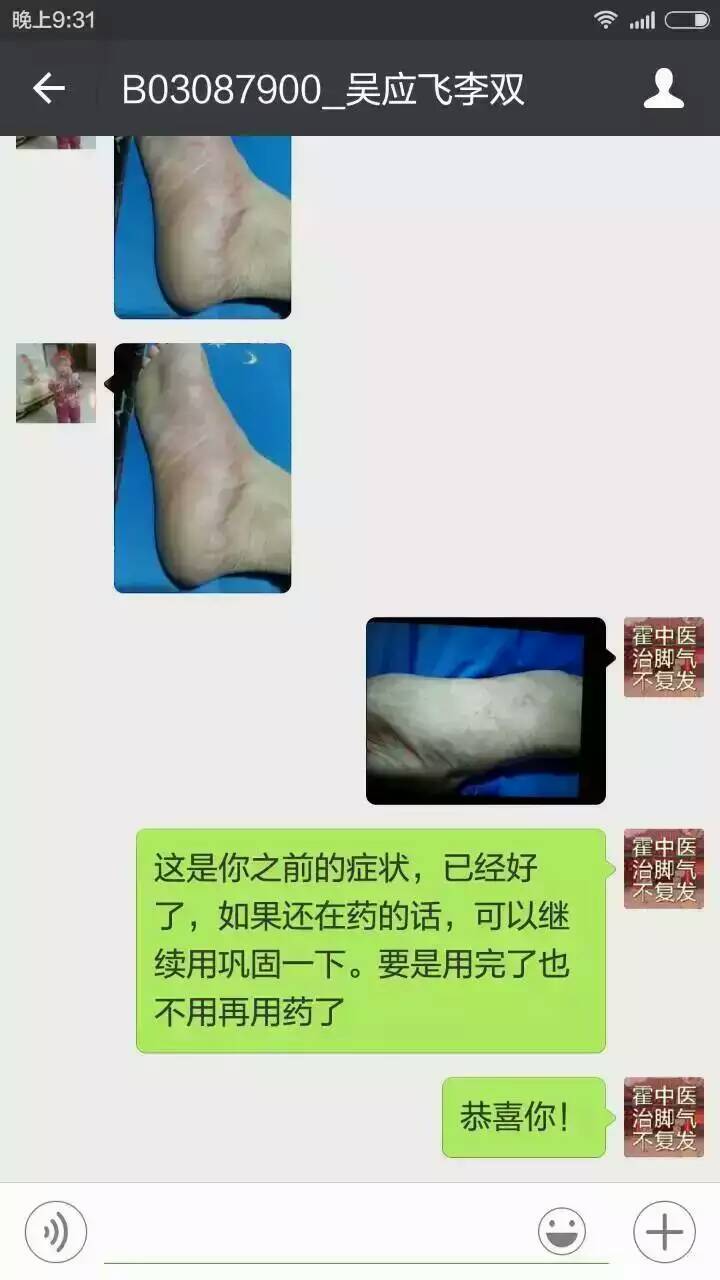 晚上9:31
B03087900_吴应飞李双
霍中医
治脚气
不复发
这是你之前的症状，已经好
了，如果还在药的话，可以继
续用巩固一下。要是用完了也
不用再用药了
霍中医
治脚气
不复发
恭喜你！
霍中医
治脚气
不复发